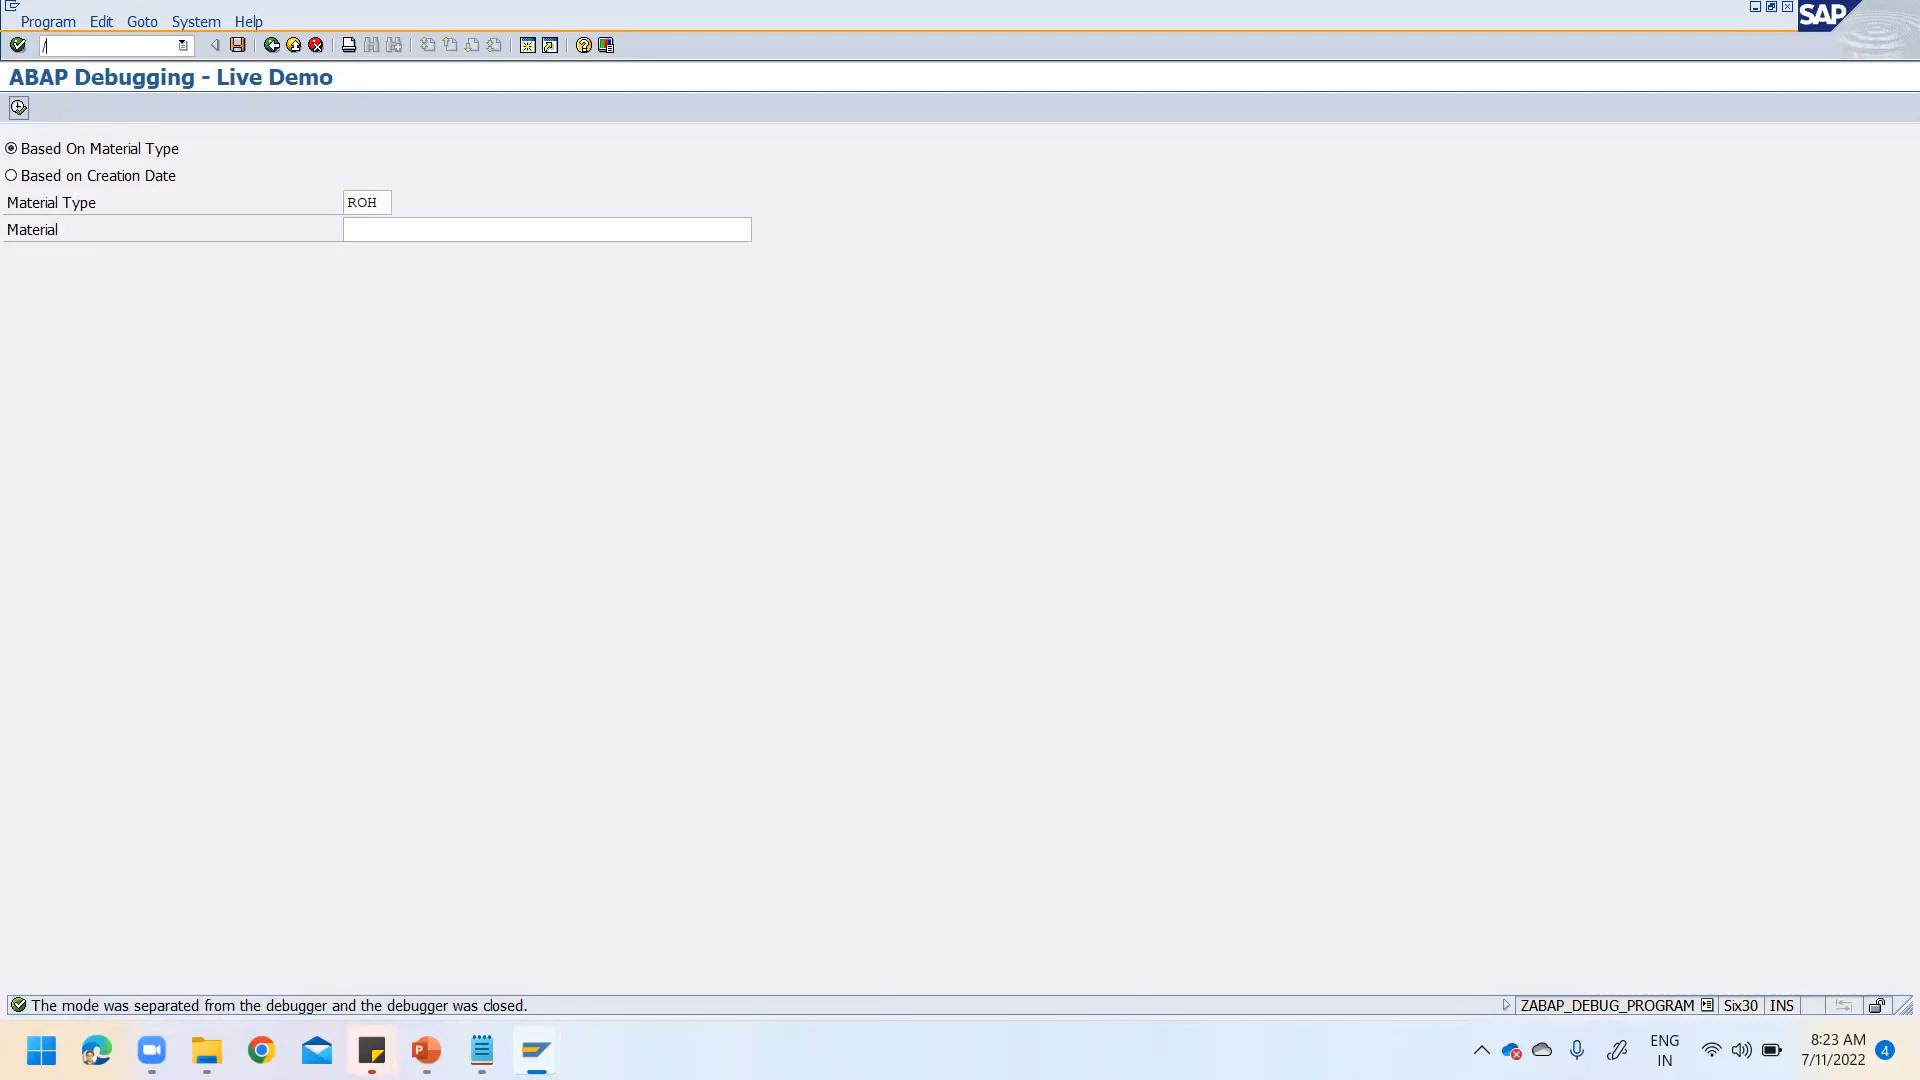 Program Edit Goto System Help
SAP
/
ABAP Debugging - Live Demo
Based On Material Type
Based on Creation Date
Material Type ROH
Material
The mode was separated from the debugger and the debugger was closed.
ZABAP_DEBUG_PROGRAM Six30 INS
ENG
IN
8:23 AM
7/11/2022
4